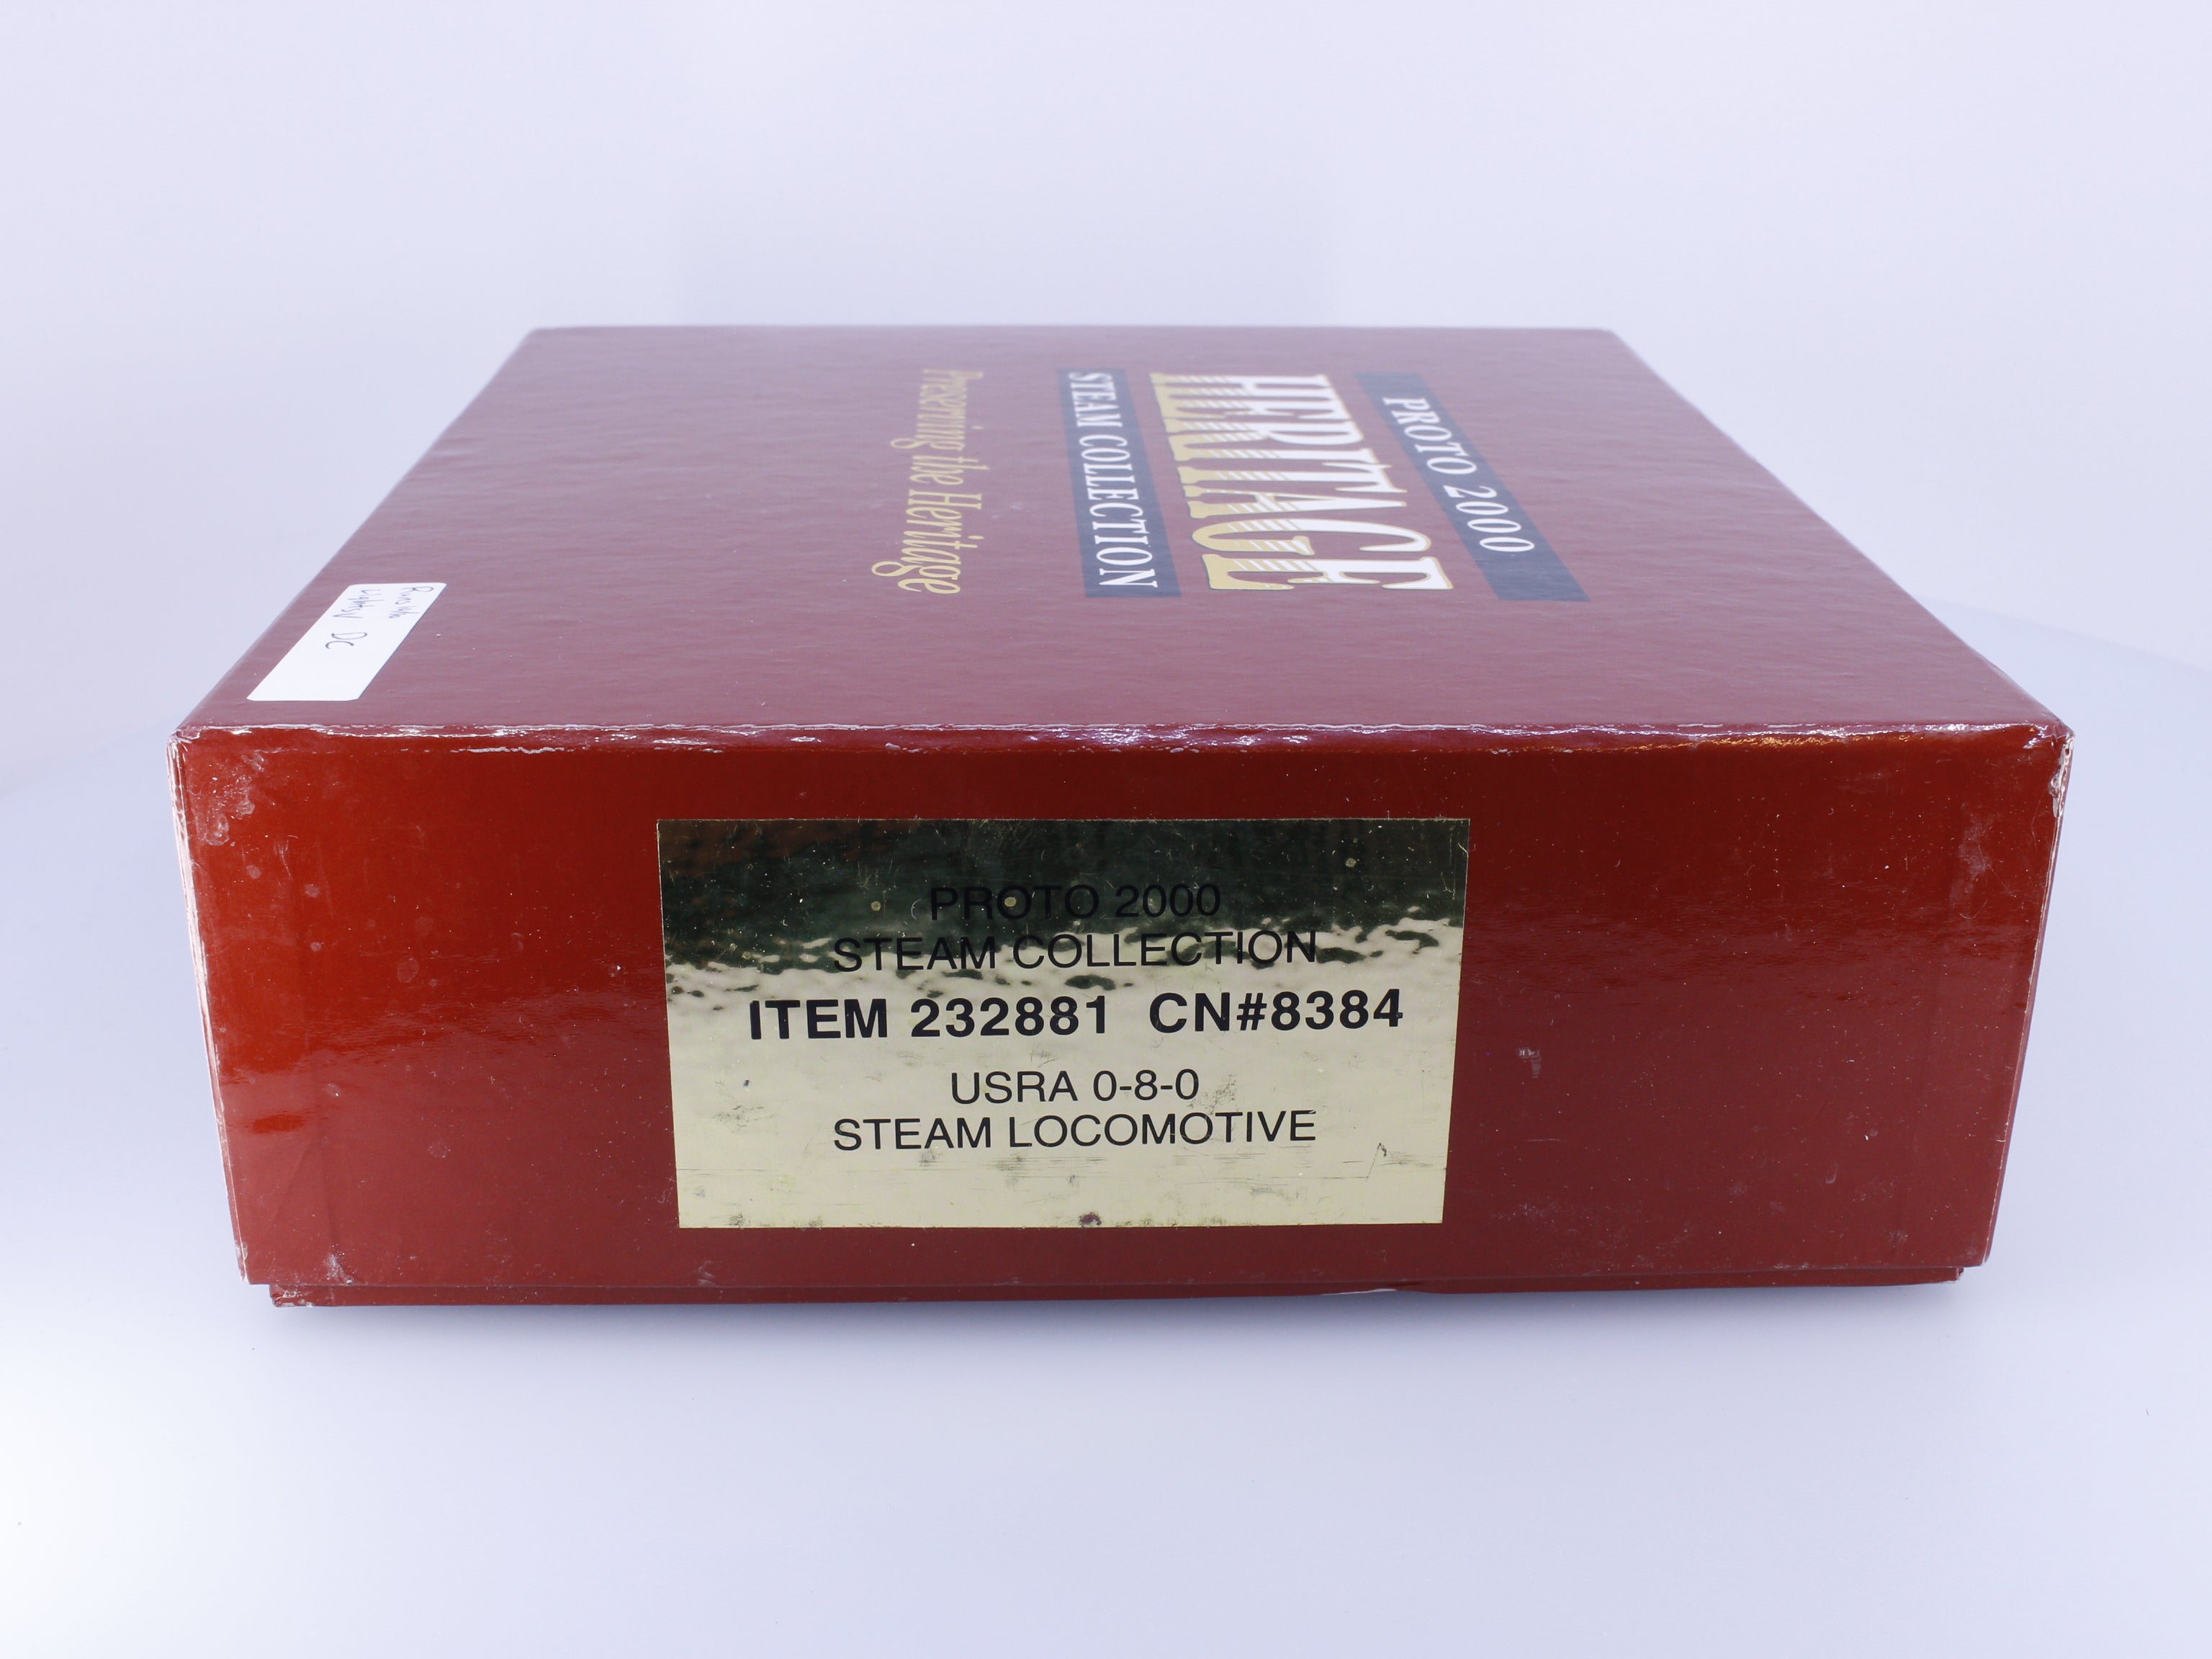 PROTO 2000
HERITAGE
STEAM COLLECTION
Preserving the Heritage
Lights✓ DC
PROTO 2000
STEAM COLLECTION
ITEM 232881 CN#8384
USRA 0-8-0
STEAM LOCOMOTIVE